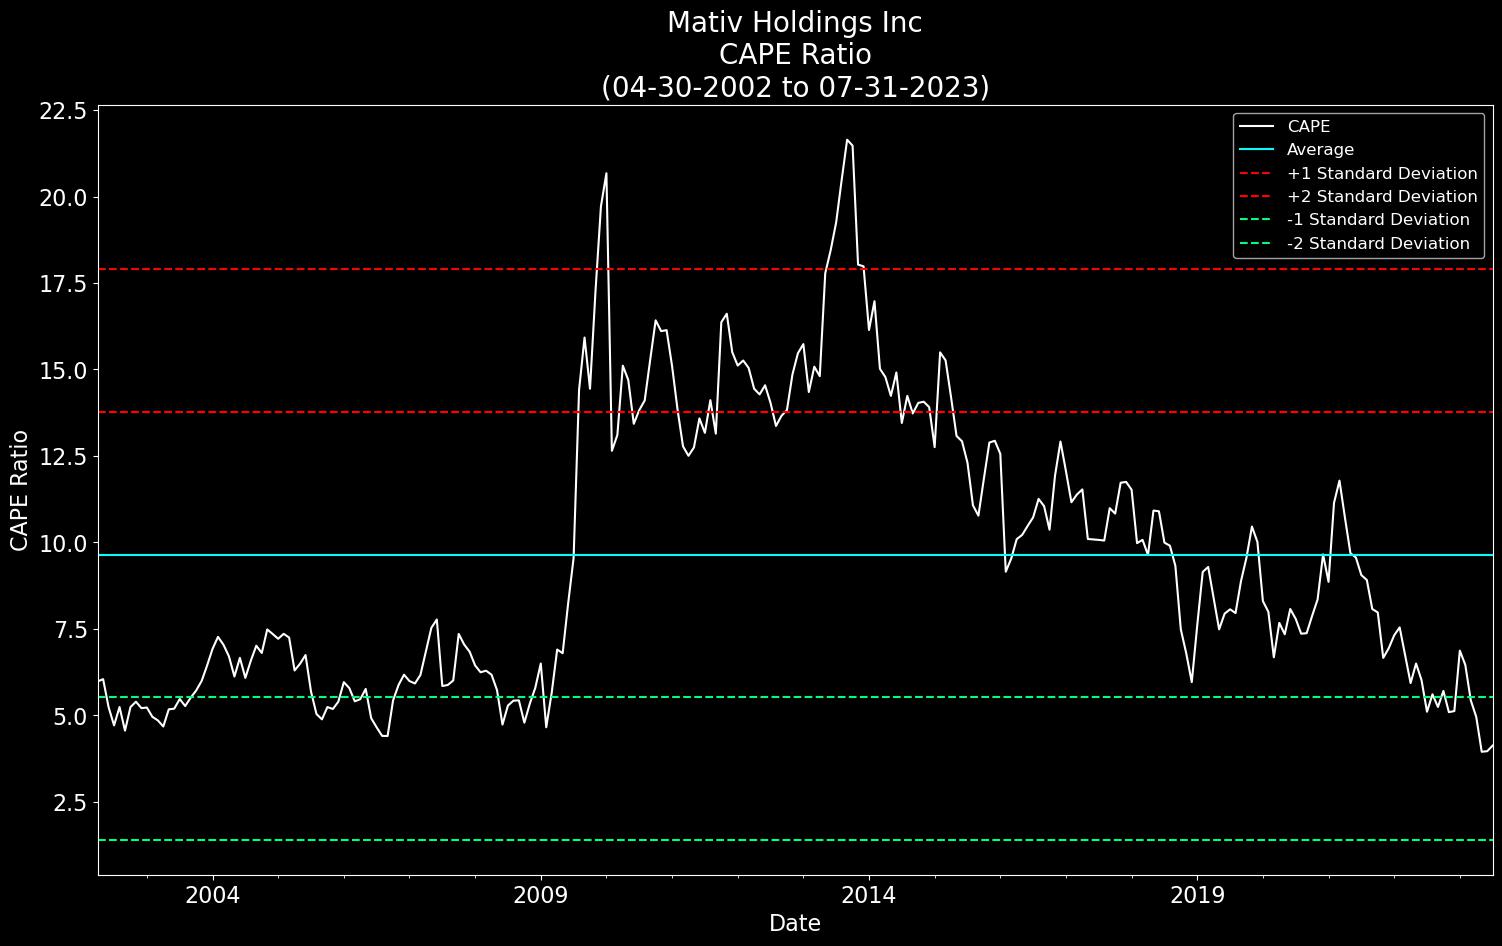 Mativ Holdings Inc
CAPE Ratio
(04-30-2002 to 07-31-2023)
22.5
20.0
17.5
15.0
12.5
10.0
7.5
5.0
2.5
CAPE Ratio
CAPE
Average
+1 Standard Deviation
+2 Standard Deviation
-1 Standard Deviation
-2 Standard Deviation
2004 2009 2014 2019
Date